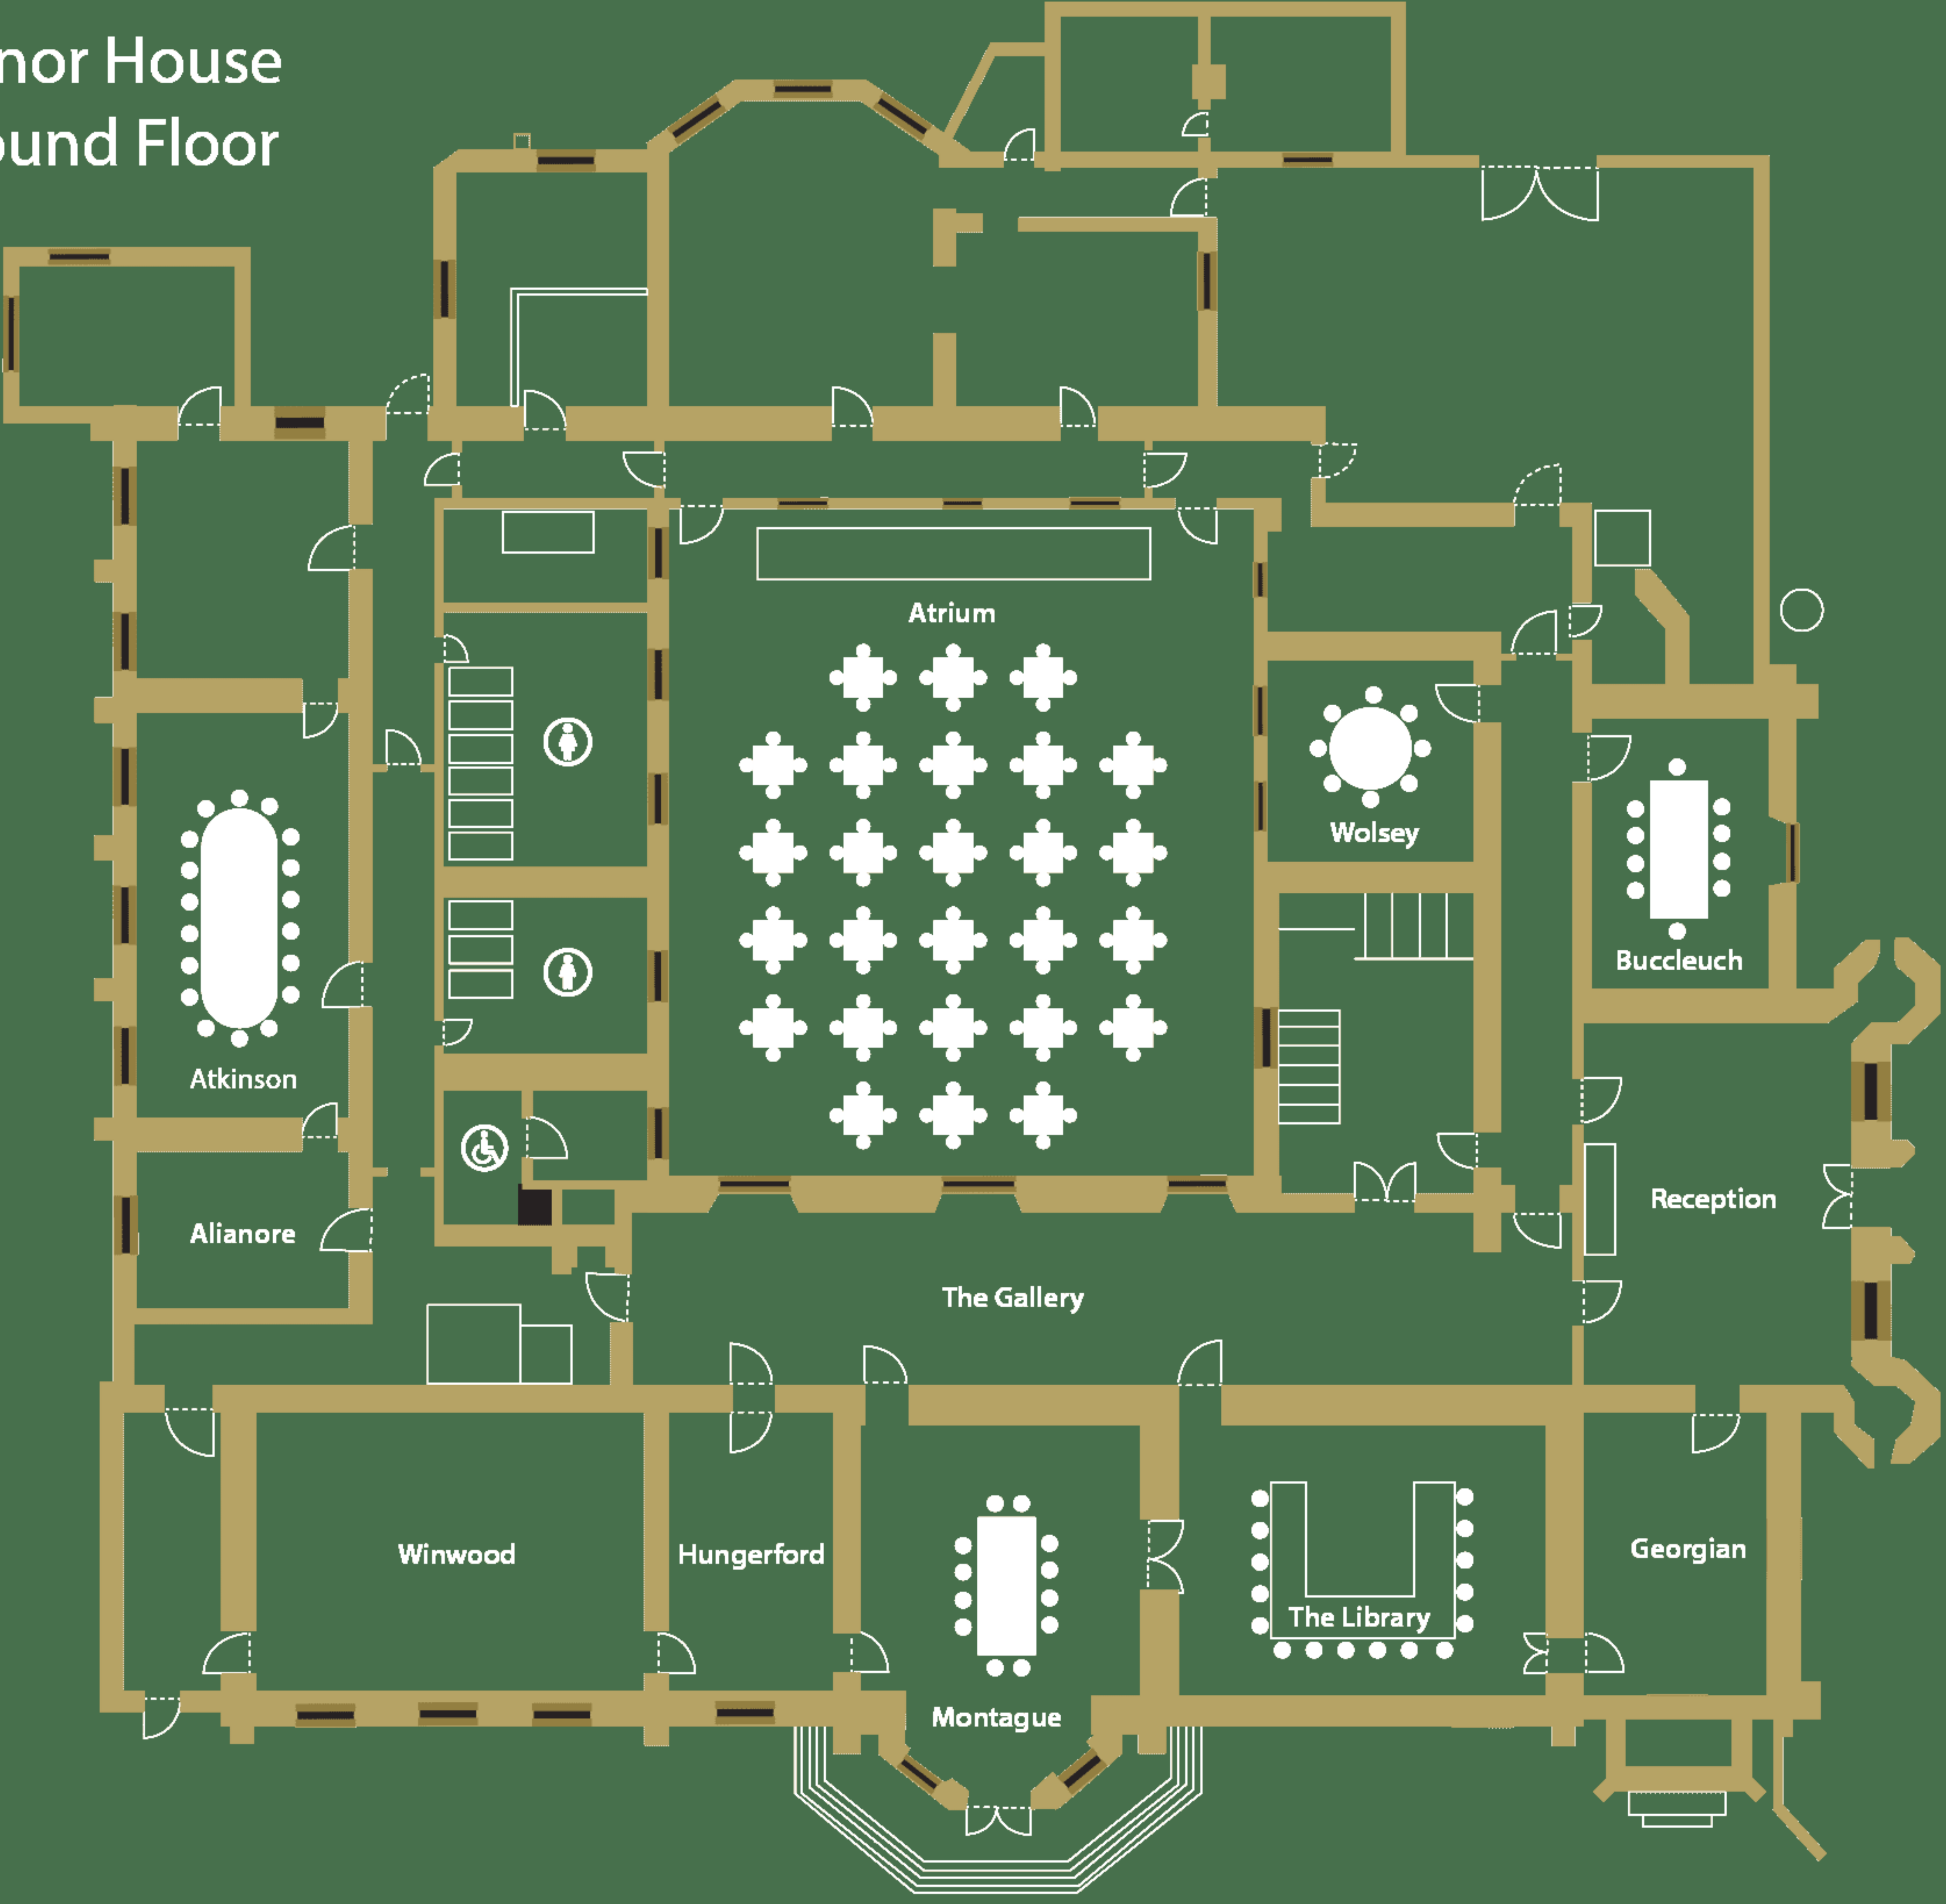 nor House
ound Floor
Atrium
Wolsey
Buccleuch
Atkinson
Alianore
Reception
The Gallery
Winwood
Hungerford
Georgian
The Library
Montague